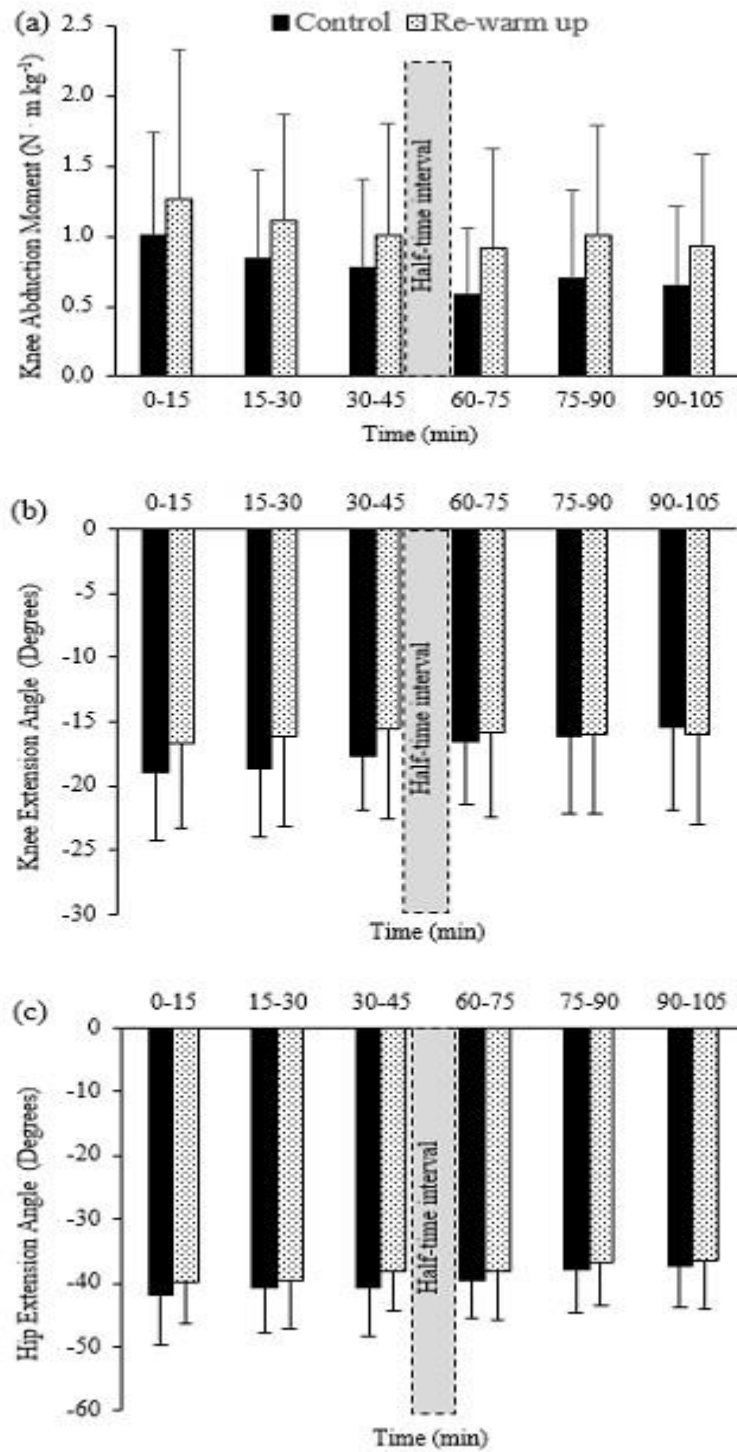 (a)
Control Re-warm up
Knee Abduction Moment (N · m kg⁻¹)
2.5
2.0
1.5
1.0
0.5
0.0
Half-time interval
0-15 15-30 30-45 60-75 75-90 90-105
Time (min)
(b)
0-15 15-30 30-45 60-75 75-90 90-105
Knee Extension Angle (Degrees)
0
-5
-10
-15
-20
-25
-30
Half-time interval
Time (min)
(c)
0-15 15-30 30-45 60-75 75-90 90-105
Hip Extension Angle (Degrees)
0
-10
-20
-30
-40
-50
-60
Half-time interval
Time (min)